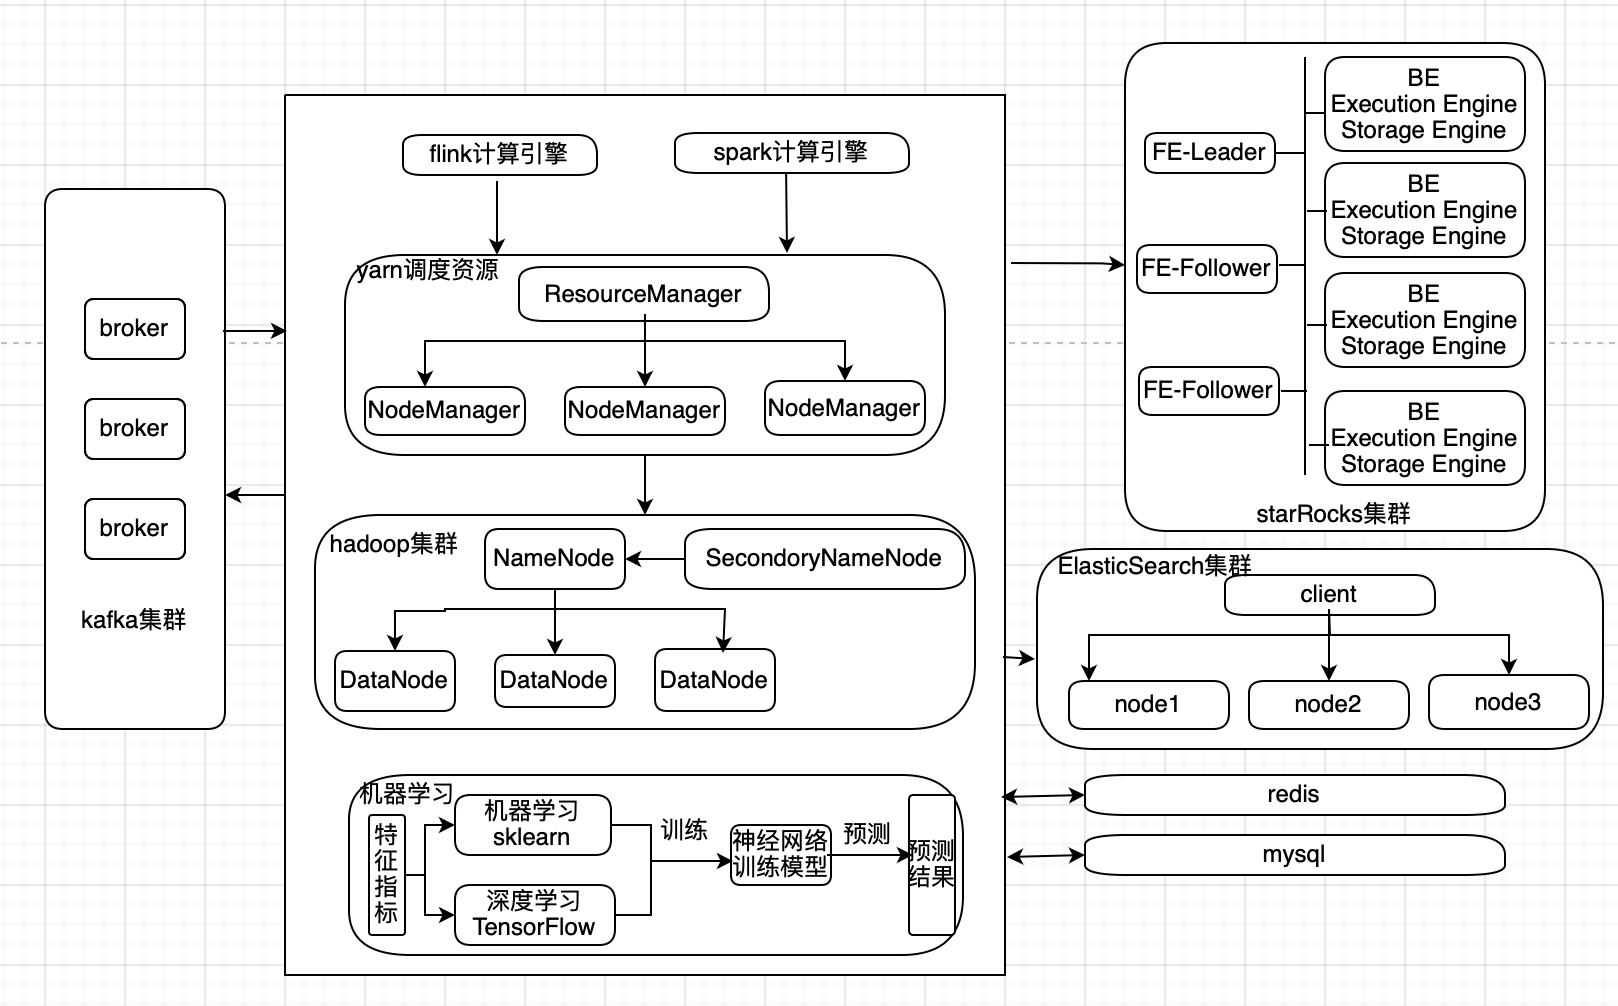 broker
broker
broker
kafka集群
flink计算引擎
spark计算引擎
yarn调度资源
ResourceManager
NodeManager
NodeManager
NodeManager
hadoop集群
NameNode
SecondoryNameNode
DataNode
DataNode
DataNode
机器学习
特
征
指
标
机器学习
sklearn
深度学习
TensorFlow
训练
神经网络
训练模型
预测
预测
结果
FE-Leader
FE-Follower
FE-Follower
BE
Execution Engine
Storage Engine
BE
Execution Engine
Storage Engine
BE
Execution Engine
Storage Engine
BE
Execution Engine
Storage Engine
starRocks集群
ElasticSearch集群
client
node1
node2
node3
redis
mysql